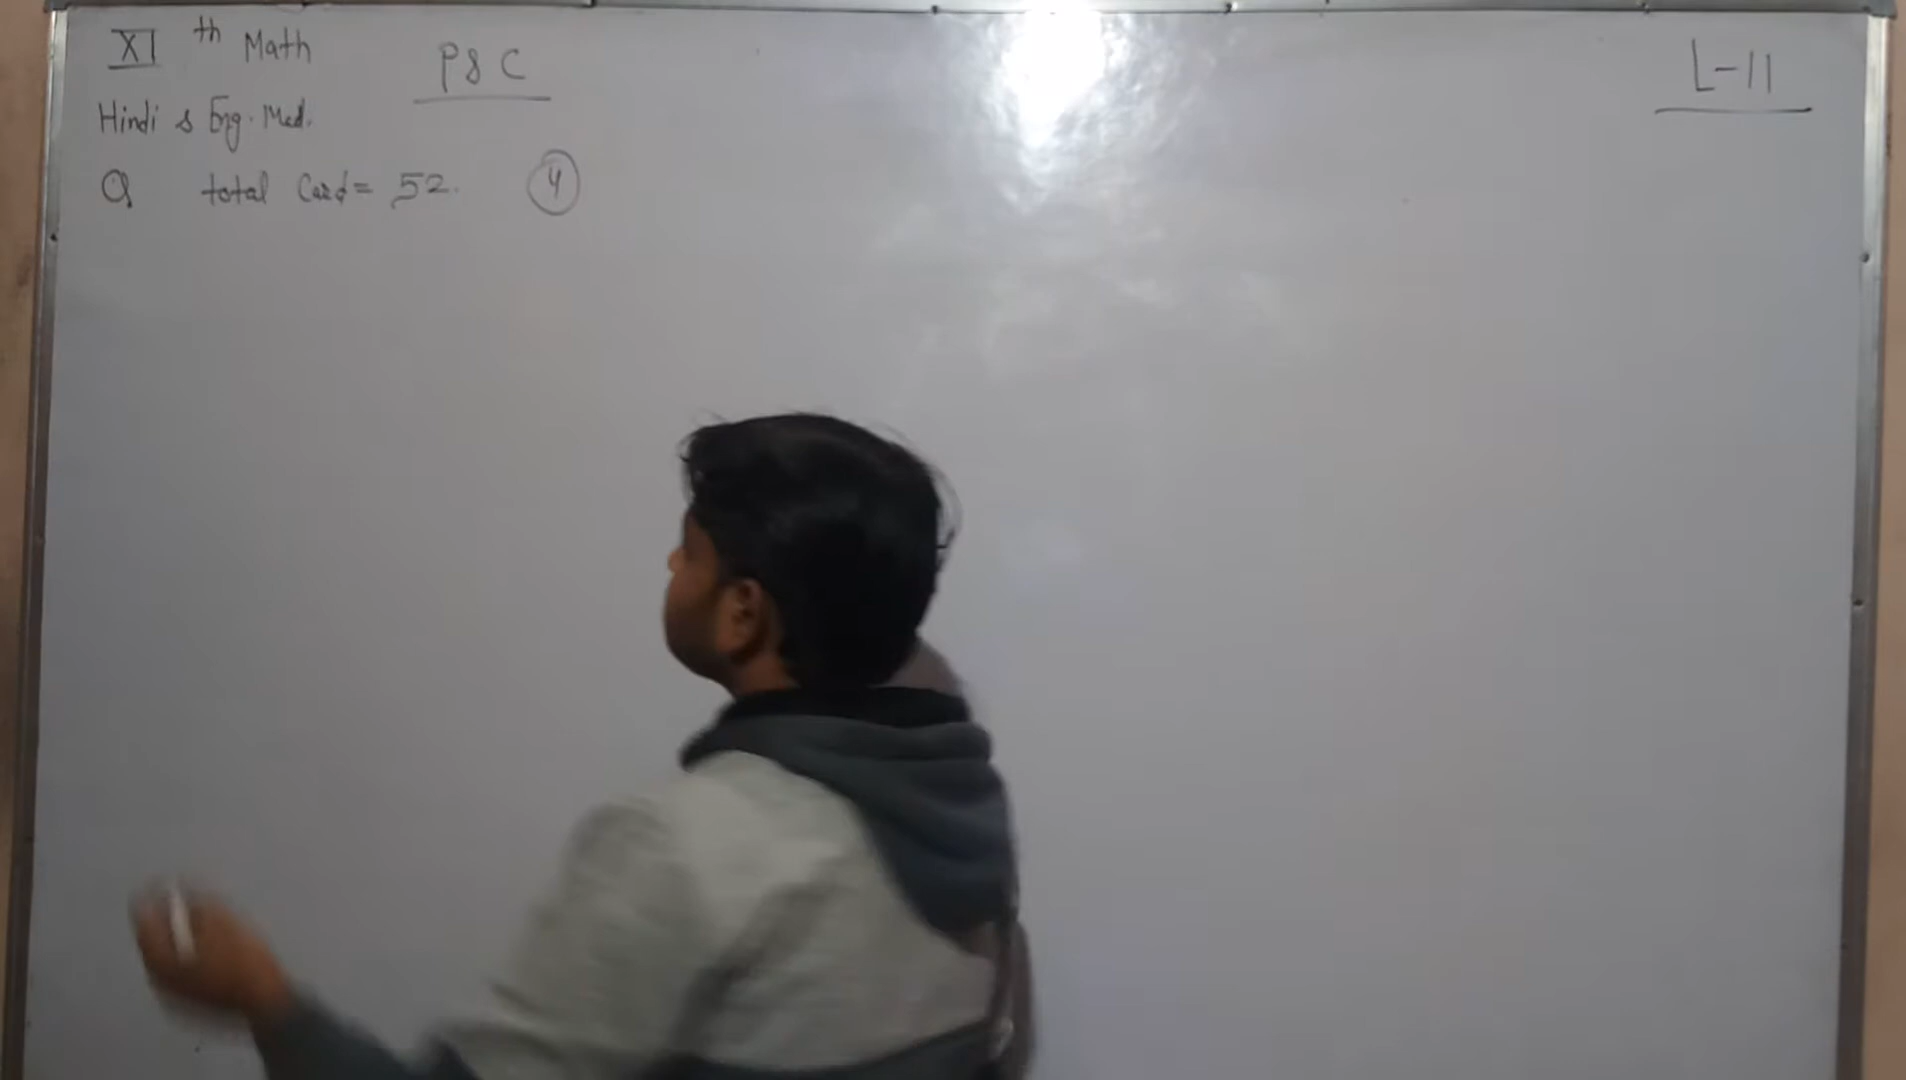 XI th Math
P & C
L-11
Hindi & Eng. Med.
Q total Card = 52. 4